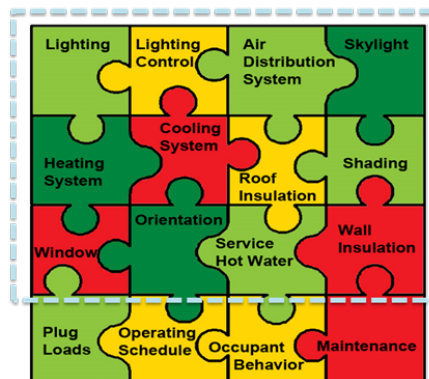 Lighting
Lighting
Control
Air
Distribution
System
Skylight
Heating
System
Cooling
System
Roof
Insulation
Shading
Window
Orientation
Service
Hot Water
Wall
Insulation
Plug
Loads
Operating
Schedule
Occupant
Behavior
Maintenance